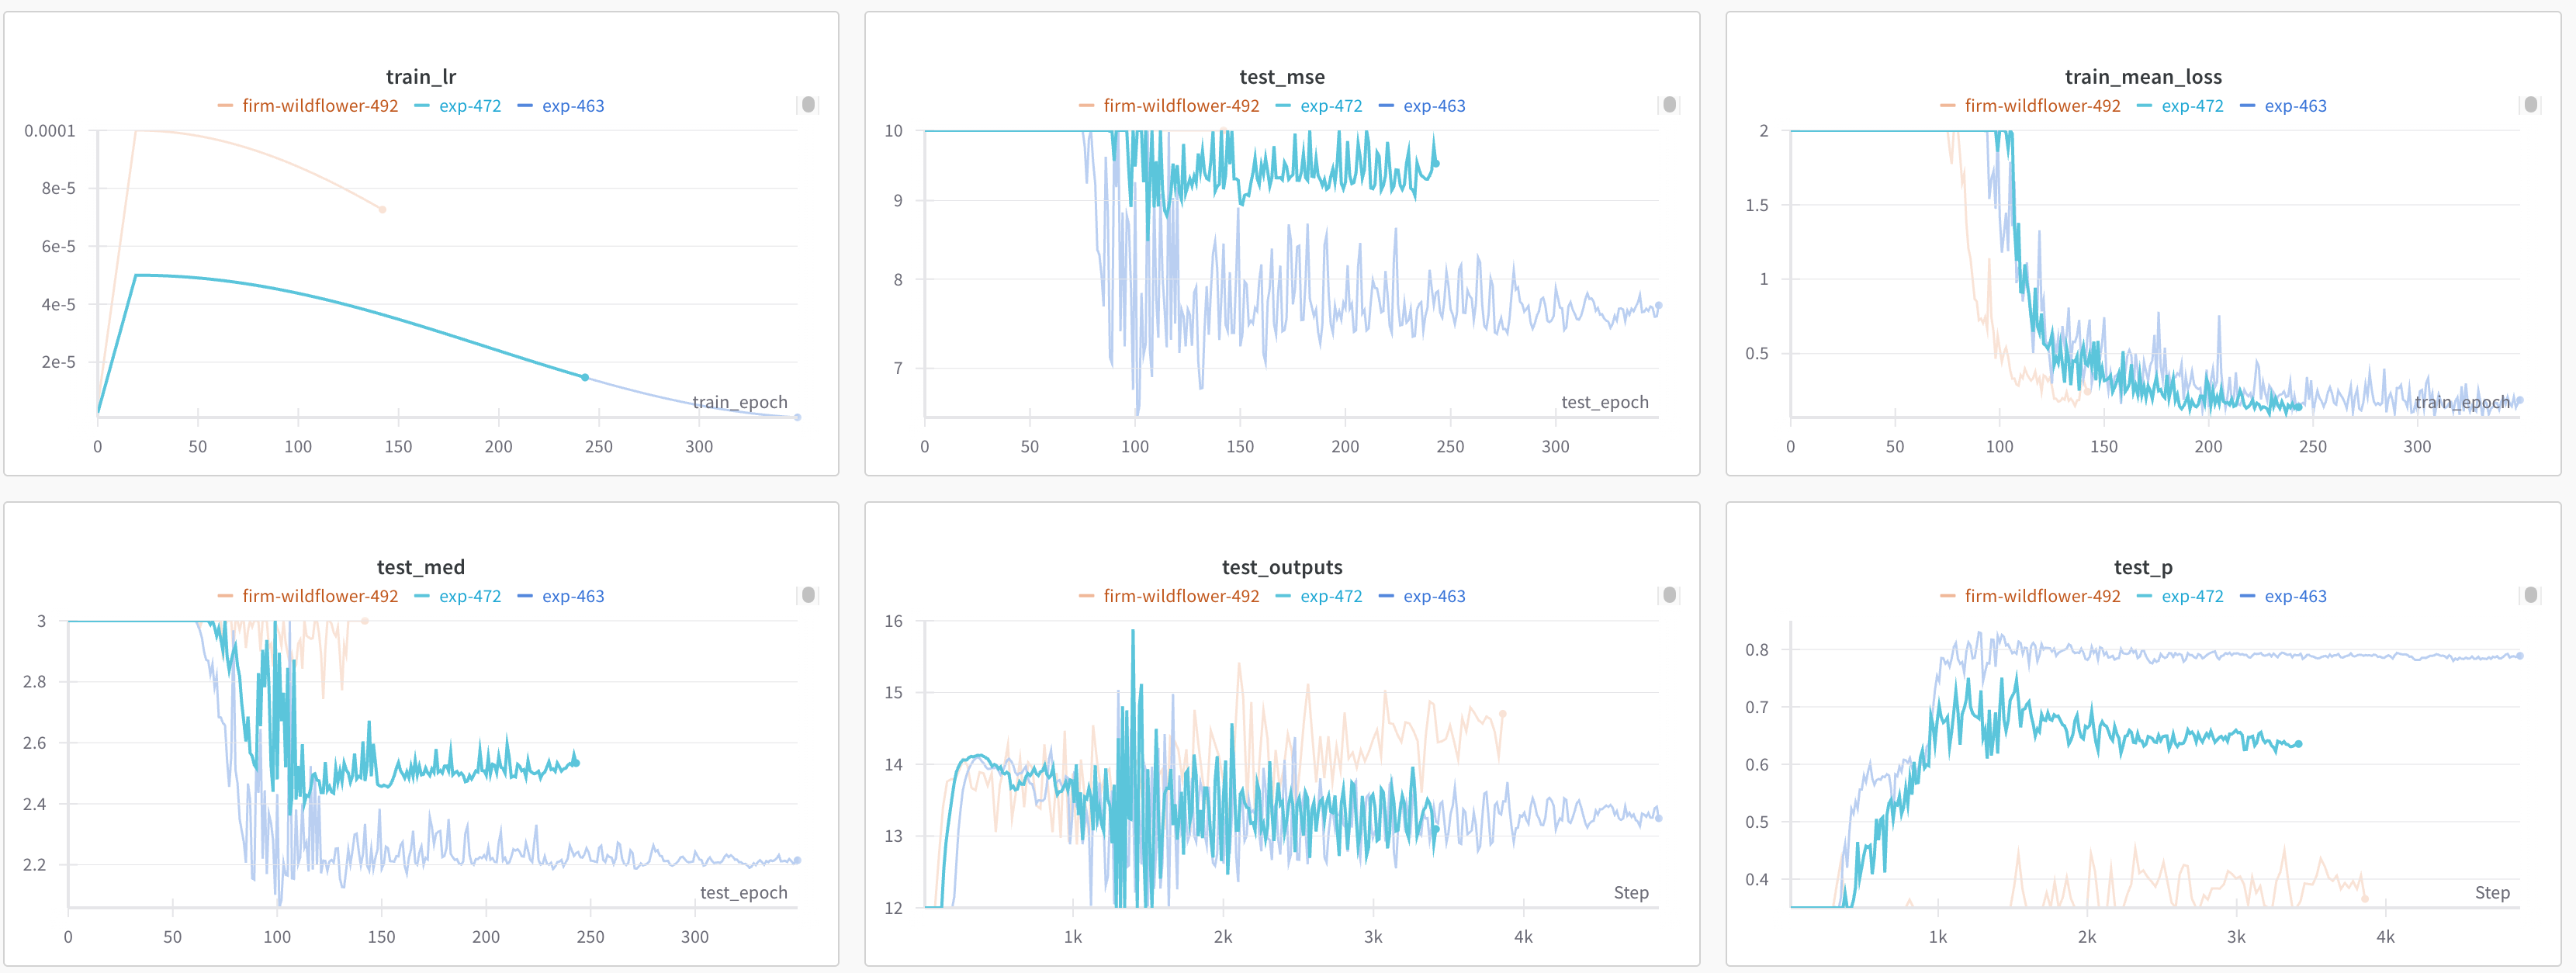 train_lr
firm-wildflower-492 exp-472 exp-463
0.0001
8e-5
6e-5
4e-5
2e-5
train_epoch
0 50 100 150 200 250 300
test_mse
firm-wildflower-492 exp-472 exp-463
10
9
8
7
test_epoch
0 50 100 150 200 250 300
train_mean_loss
firm-wildflower-492 exp-472 exp-463
2
1.5
1
0.5
train_epoch
0 50 100 150 200 250 300
test_med
firm-wildflower-492 exp-472 exp-463
3
2.8
2.6
2.4
2.2
test_epoch
0 50 100 150 200 250 300
test_outputs
firm-wildflower-492 exp-472 exp-463
16
15
14
13
12
Step
1k 2k 3k 4k
test_p
firm-wildflower-492 exp-472 exp-463
0.8
0.7
0.6
0.5
0.4
Step
1k 2k 3k 4k